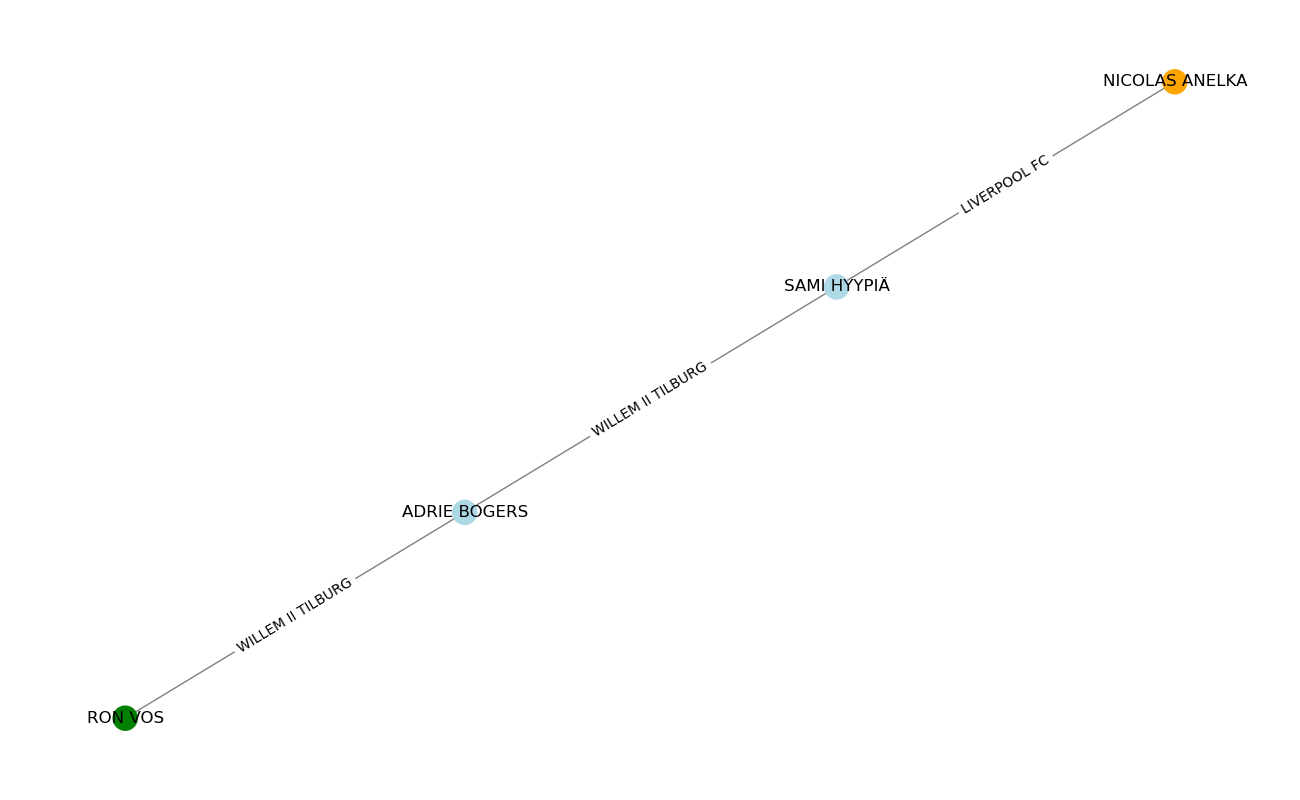 NICOLAS ANELKA
LIVERPOOL FC
SAMI HYYPIÄ
WILLEM II TILBURG
ADRIE BOGERS
WILLEM II TILBURG
RON VOS